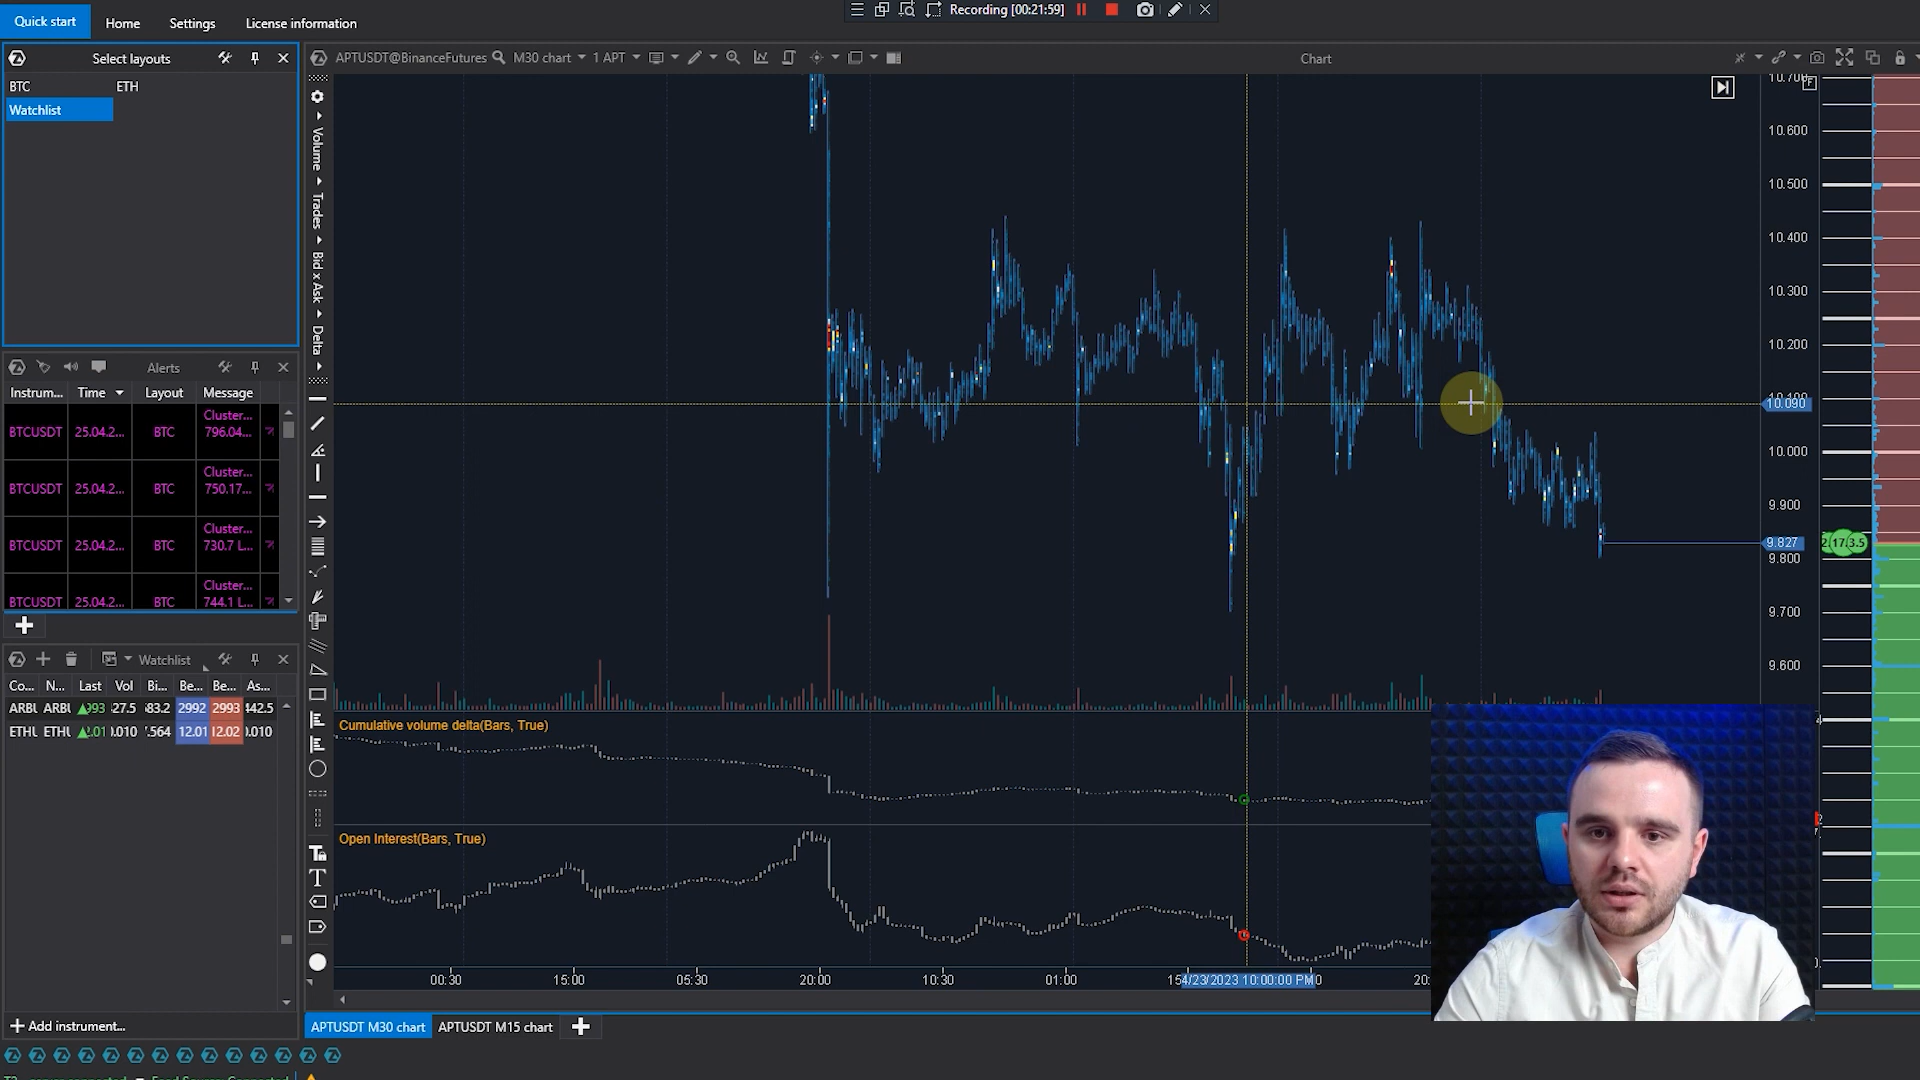 Quick start Home Settings License information
Recording [00:21:59]
Select layouts
BTC ETH
Watchlist
APTUSDT@BinanceFutures M30 chart 1 APT Chart
Volume
Trades
Bid x Ask
Delta
F
10.600
10.500
10.400
10.300
10.200
10.090
10.000
9.900
9.827
9.800
9.700
9.600
Alerts
Instrum... Time Layout Message
BTCUSDT 25.04.2... BTC Cluster... 796.04...
BTCUSDT 25.04.2... BTC Cluster... 750.17...
BTCUSDT 25.04.2... BTC Cluster... 730.7 L...
BTCUSDT 25.04.2... BTC Cluster... 744.1 L...
Watchlist
Co... N... Last Vol Bi... Be... Be... As...
2992 2993
12.01 12.02
Add instrument...
Cumulative volume delta(Bars, True)
Open Interest(Bars, True)
00:30 15:00 05:30 20:00 10:30 01:00 4/23/2023 10:00:00 PM
APTUSDT M30 chart APTUSDT M15 chart